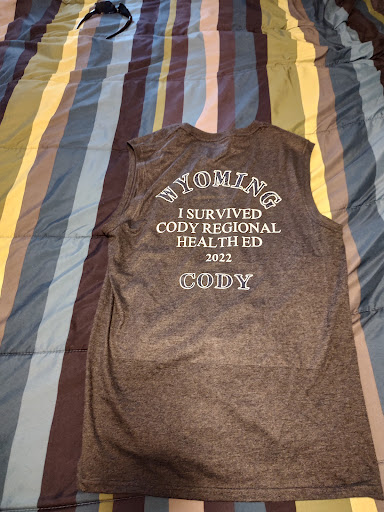 WYOMING
I SURVIVED
CODY REGIONAL
HEALTH ED
2022
CODY